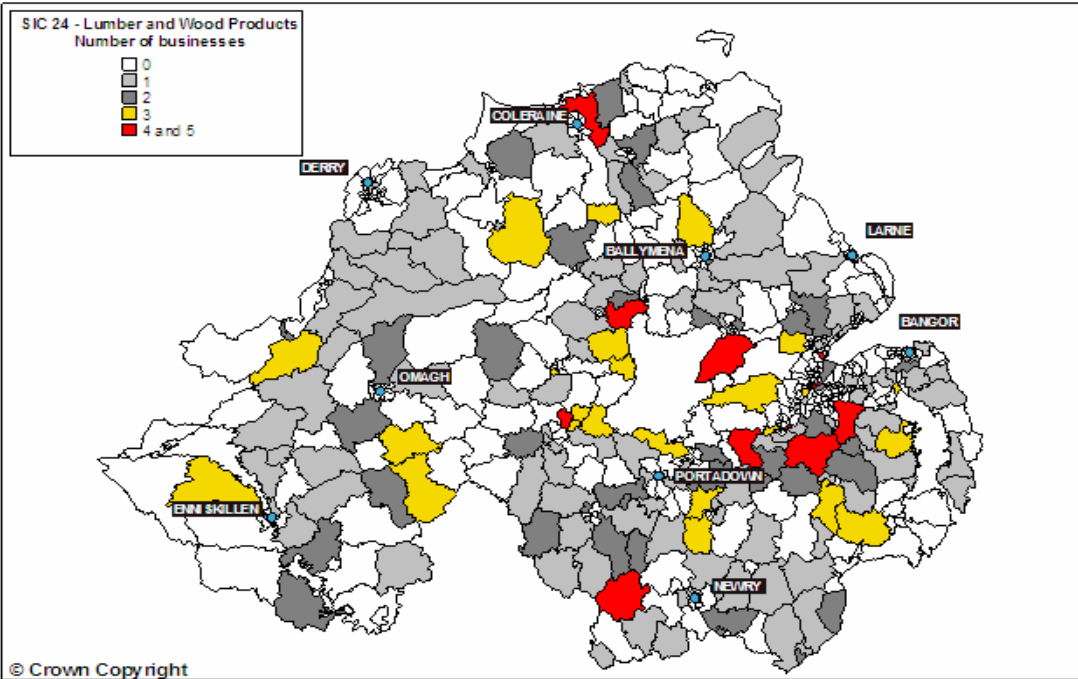 SIC 24 - Lumber and Wood Products
Number of businesses
0
1
2
3
4 and 5
COLERAINE
DERRY
LARNE
BALLYMENA
BANGOR
OMAGH
PORTADOWN
ENNISKILLEN
NEWRY
© Crown Copyright